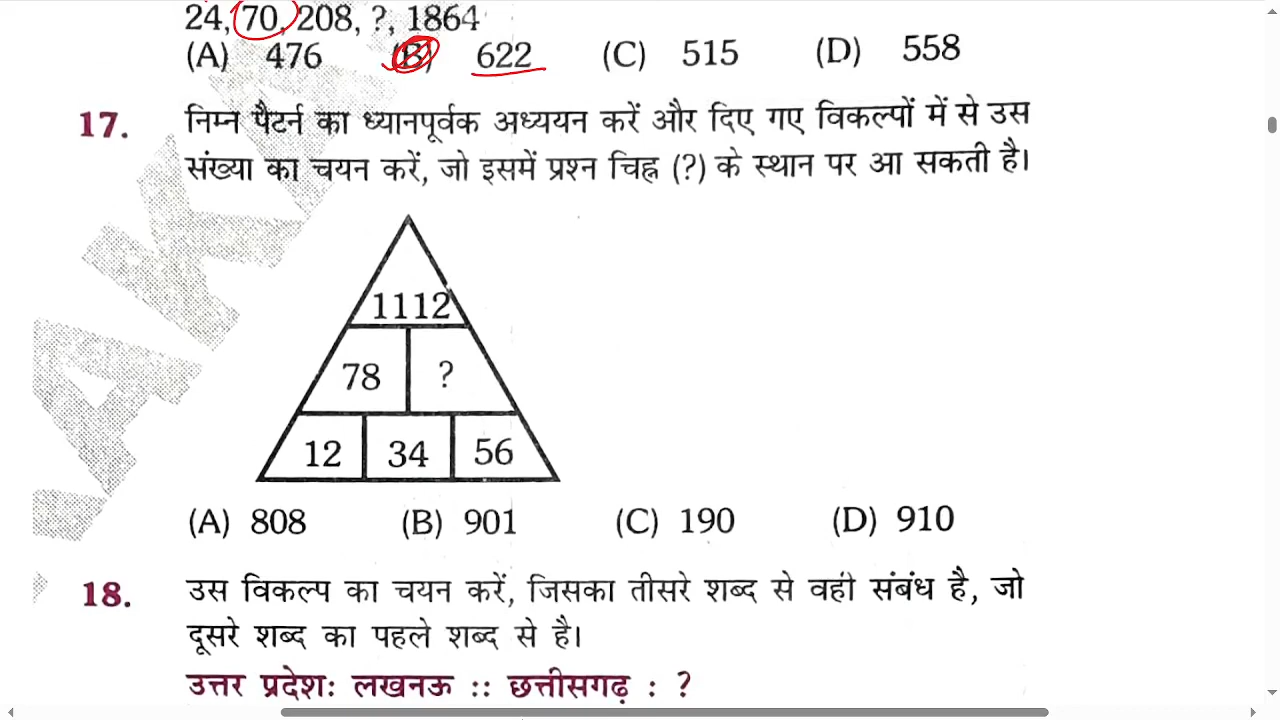 24, 70, 208, ?, 1864
(A) 476 (B) 622 (C) 515 (D) 558
17. निम्न पैटर्न का ध्यानपूर्वक अध्ययन करें और दिए गए विकल्पों में से उस
संख्या का चयन करें, जो इसमें प्रश्न चिह्न (?) के स्थान पर आ सकती है।
1112
78 ?
12 34 56
(A) 808 (B) 901 (C) 190 (D) 910
18. उस विकल्प का चयन करें, जिसका तीसरे शब्द से वही संबंध है, जो
दूसरे शब्द का पहले शब्द से है।
उत्तर प्रदेशः लखनऊ :: छत्तीसगढ़ : ?